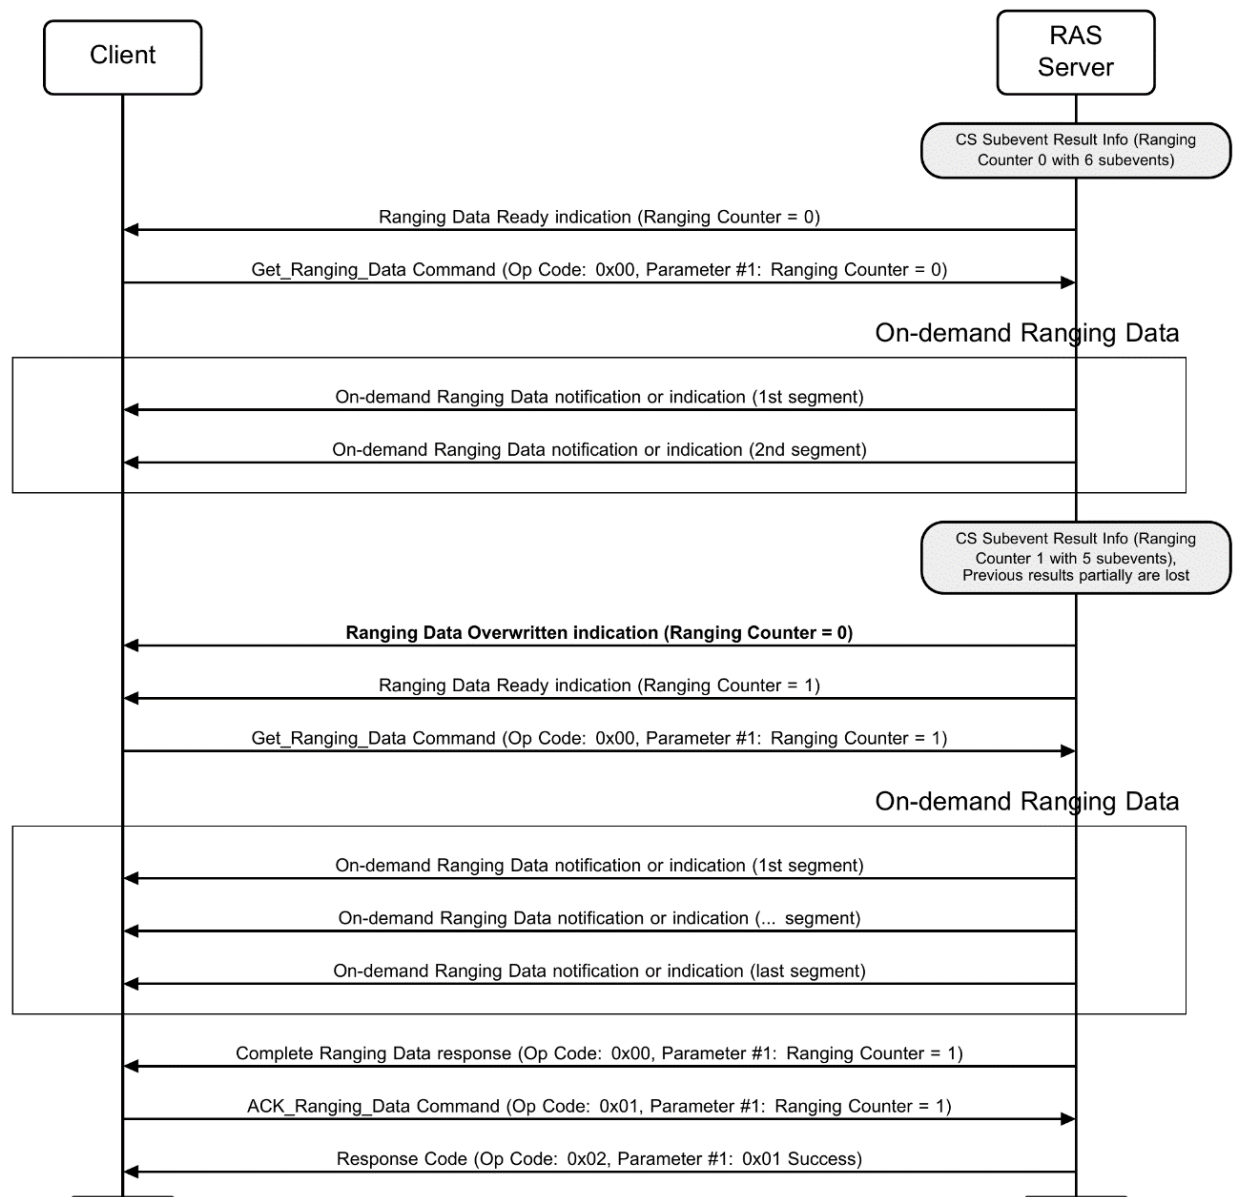 Client
RAS
Server
CS Subevent Result Info (Ranging
Counter 0 with 6 subevents)
Ranging Data Ready indication (Ranging Counter = 0)
Get_Ranging_Data Command (Op Code: 0x00, Parameter #1: Ranging Counter = 0)
On-demand Ranging Data
On-demand Ranging Data notification or indication (1st segment)
On-demand Ranging Data notification or indication (2nd segment)
CS Subevent Result Info (Ranging
Counter 1 with 5 subevents),
Previous results partially are lost
Ranging Data Overwritten indication (Ranging Counter = 0)
Ranging Data Ready indication (Ranging Counter = 1)
Get_Ranging_Data Command (Op Code: 0x00, Parameter #1: Ranging Counter = 1)
On-demand Ranging Data
On-demand Ranging Data notification or indication (1st segment)
On-demand Ranging Data notification or indication (... segment)
On-demand Ranging Data notification or indication (last segment)
Complete Ranging Data response (Op Code: 0x00, Parameter #1: Ranging Counter = 1)
ACK_Ranging_Data Command (Op Code: 0x01, Parameter #1: Ranging Counter = 1)
Response Code (Op Code: 0x02, Parameter #1: 0x01 Success)